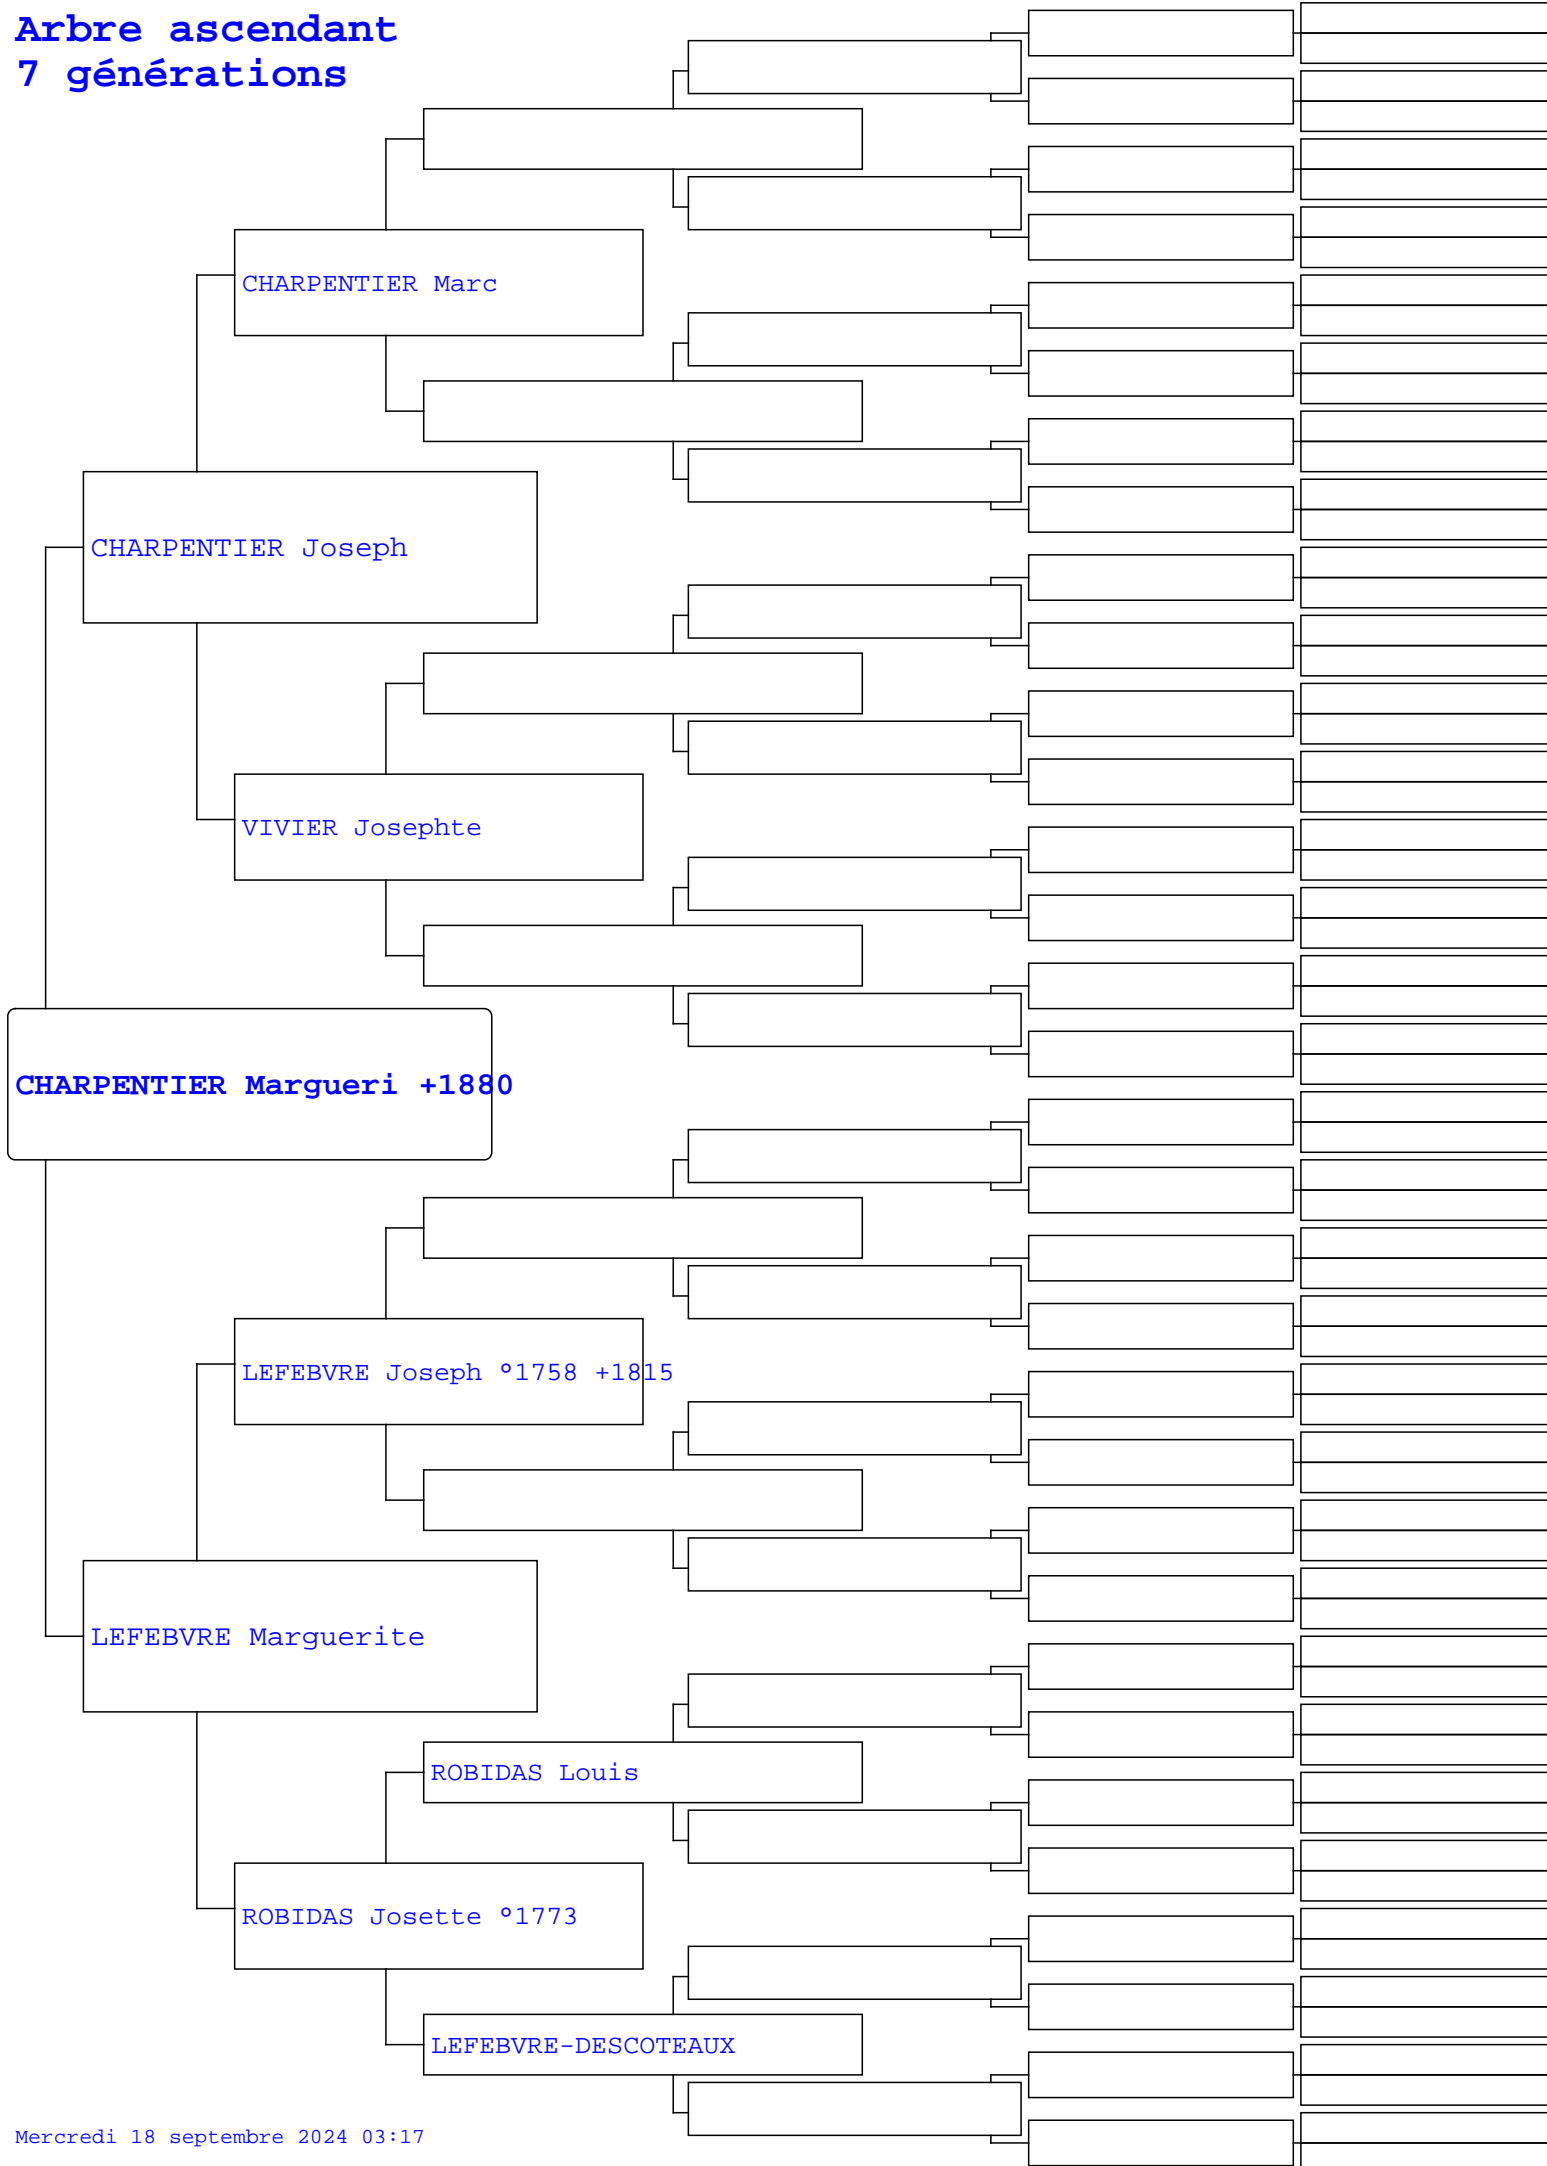 Arbre ascendant
7 générations
CHARPENTIER Marc
CHARPENTIER Joseph
VIVIER Josephte
CHARPENTIER Margueri +1880
LEFEBVRE Joseph °1758 +1815
LEFEBVRE Marguerite
ROBIDAS Louis
ROBIDAS Josette °1773
LEFEBVRE-DESCOTEAUX
Mercredi 18 septembre 2024 03:17